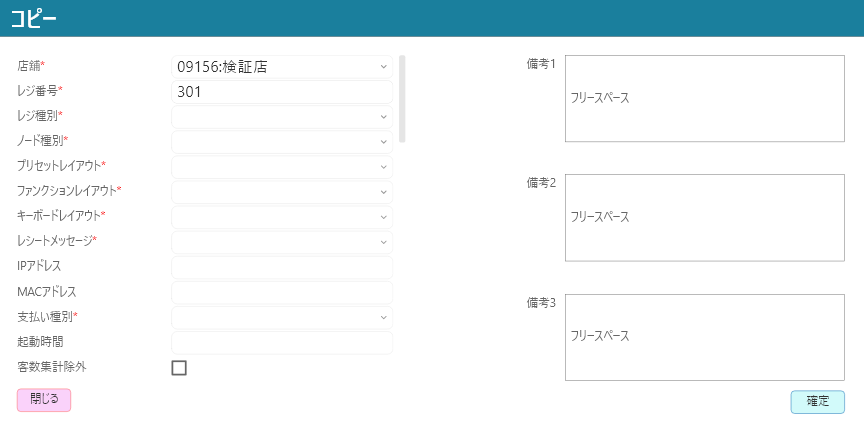 コピー
店舗* 09156:検証店
レジ番号* 301
レジ種別*
ノード種別*
プリセットレイアウト*
ファンクションレイアウト*
キーボードレイアウト*
レシートメッセージ*
IPアドレス
MACアドレス
支払い種別*
起動時間
客数集計除外
備考1 フリースペース
備考2 フリースペース
備考3 フリースペース
閉じる
確定